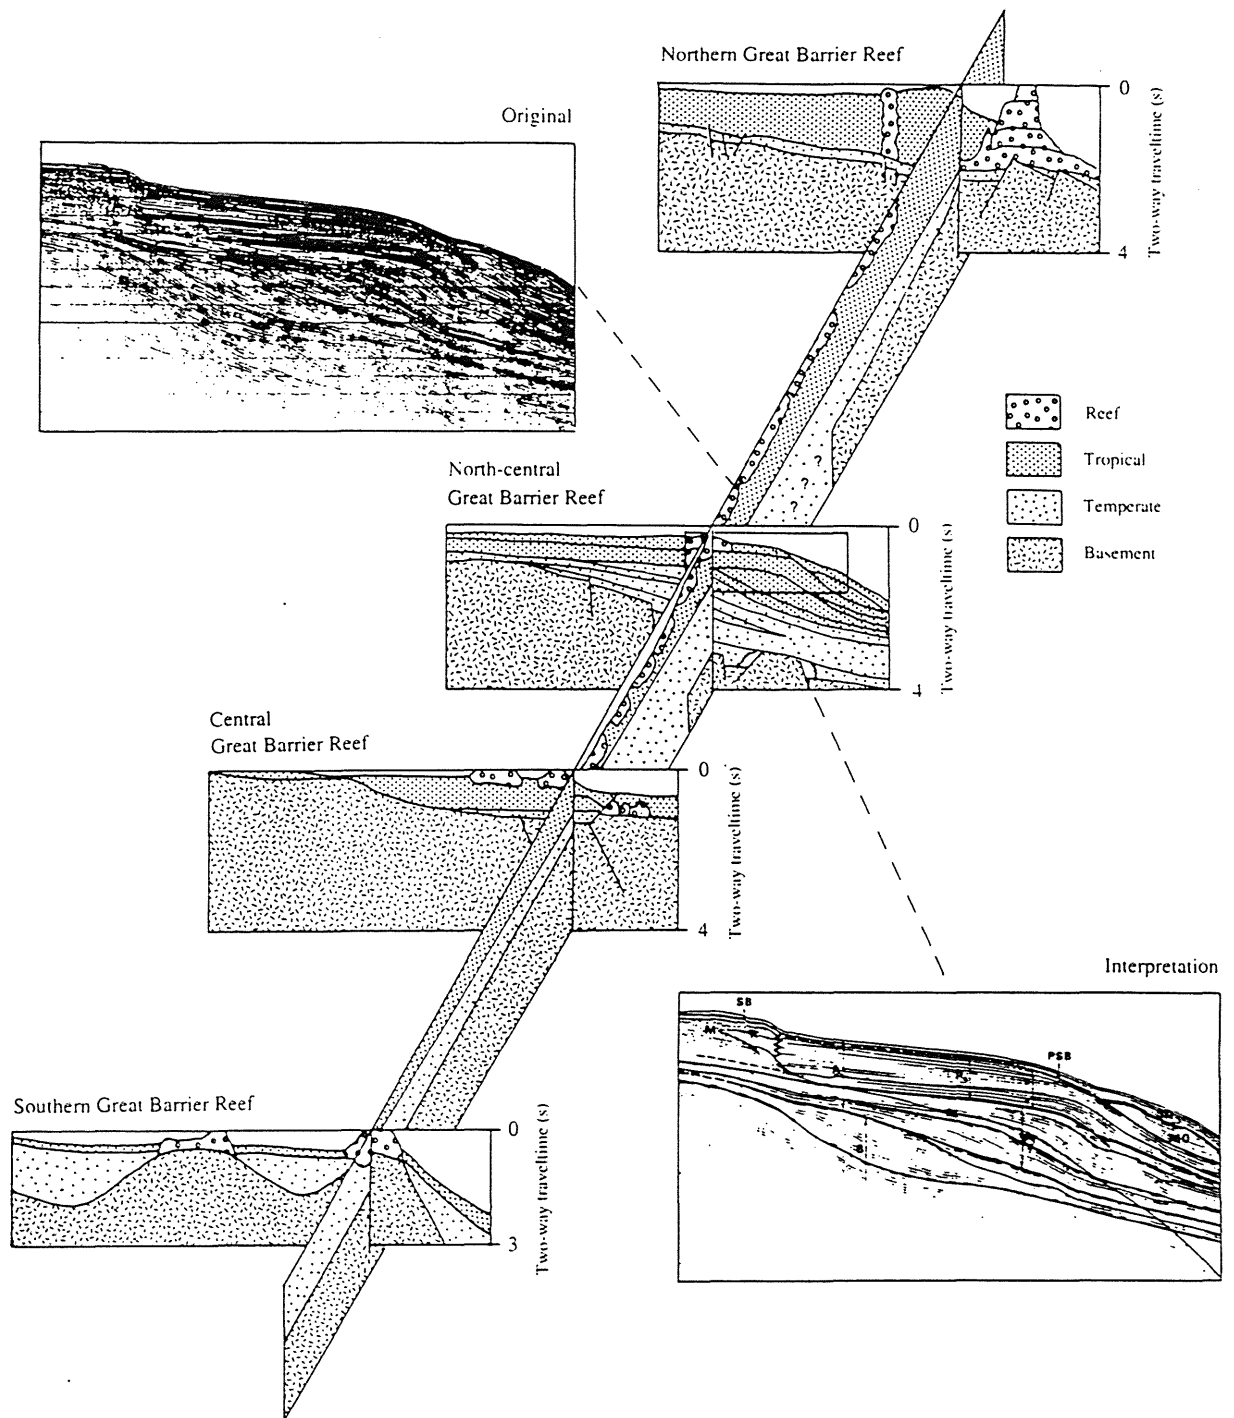 Northern Great Barrier Reef
0
Two-way traveltime (s)
4
Original
Reef
Tropical
Temperate
Basement
North-central
Great Barrier Reef
0
Two-way traveltime (s)
4
? 
?
?
Central
Great Barrier Reef
0
Two-way traveltime (s)
4
Interpretation
SB
M
PSB
Southern Great Barrier Reef
0
Two-way traveltime (s)
3